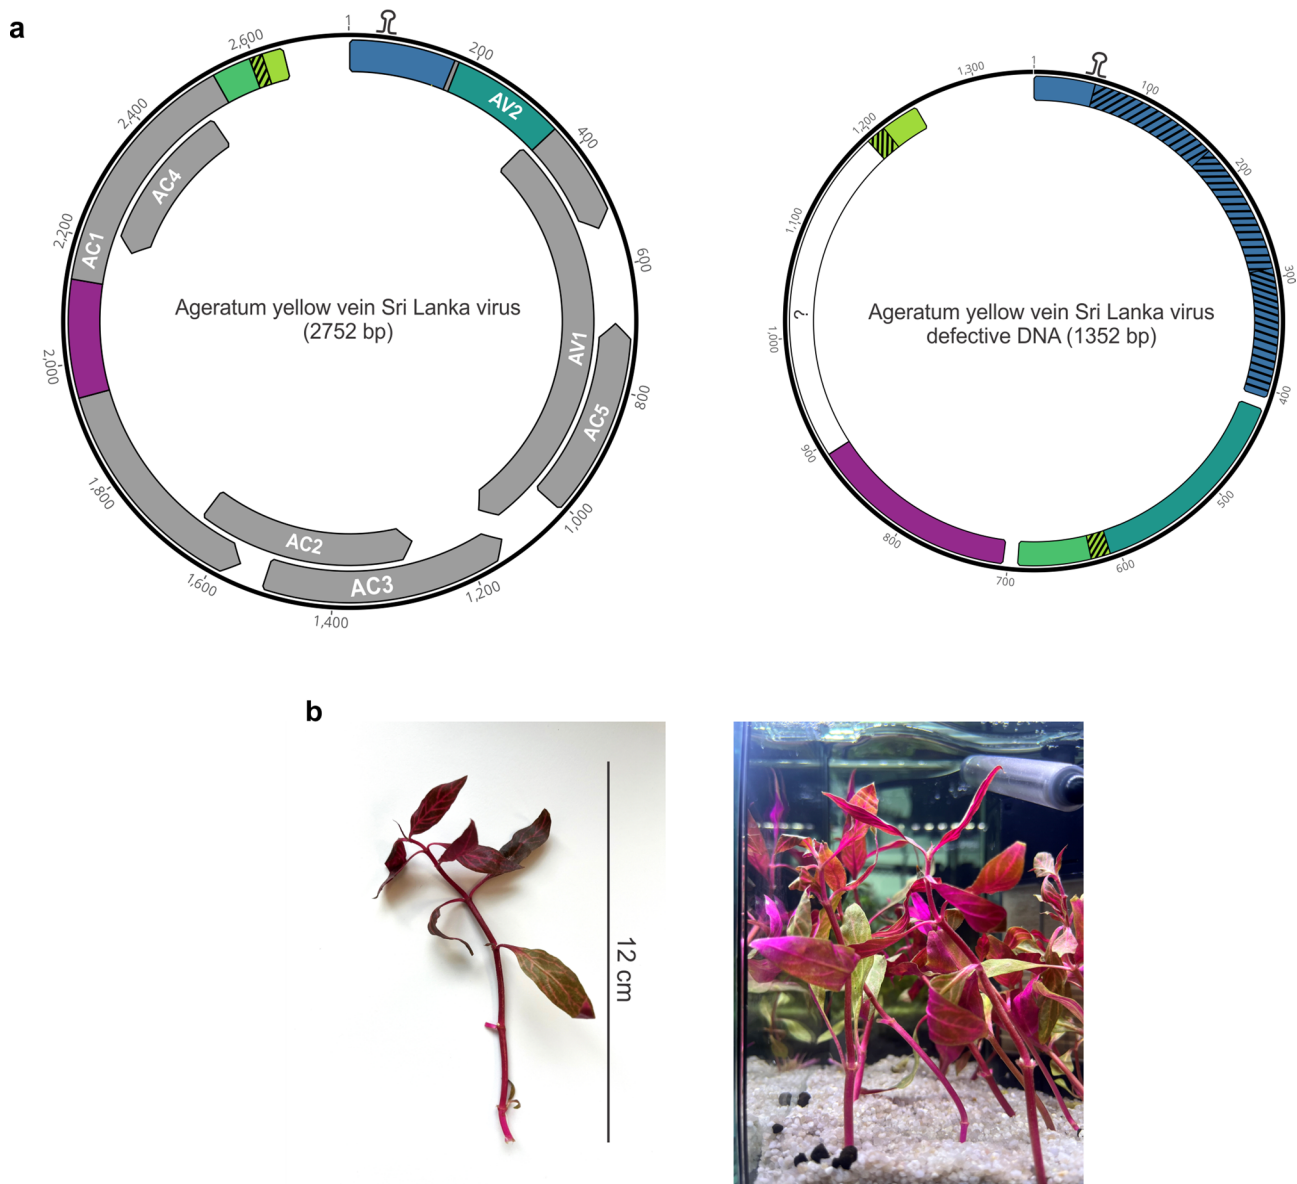 a
1
200
400
600
800
1,000
1,200
1,400
1,600
1,800
2,000
2,200
2,400
2,600
AV2
AV1
AC5
AC3
AC2
AC1
AC4
Ageratum yellow vein Sri Lanka virus
(2752 bp)
1
100
200
300
400
500
600
700
800
900
1,000
1,100
1,200
1,300
?
Ageratum yellow vein Sri Lanka virus
defective DNA (1352 bp)
b
12 cm